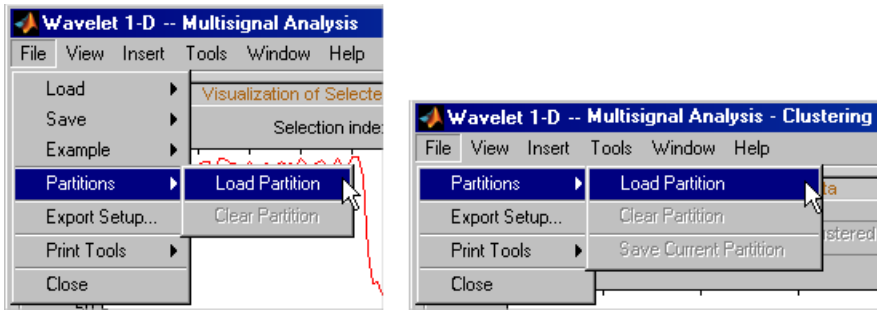 Wavelet 1-D -- Multisignal Analysis
File View Insert Tools Window Help
Load
Save
Example
Partitions
Export Setup...
Print Tools
Close
Visualization of Selecte
Selection inde
Load Partition
Clear Partition
Wavelet 1-D -- Multisignal Analysis - Clustering
File View Insert Tools Window Help
Partitions
Export Setup...
Print Tools
Close
Load Partition
Clear Partition
Save Current Partition
ta
stered